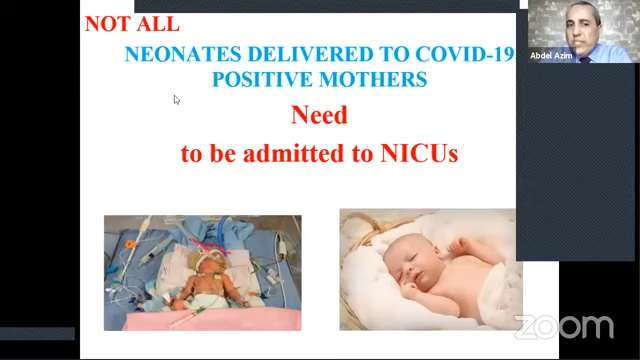 NOT ALL
NEONATES DELIVERED TO COVID-19
POSITIVE MOTHERS
Need
to be admitted to NICUs
Abdel Azim
zoom